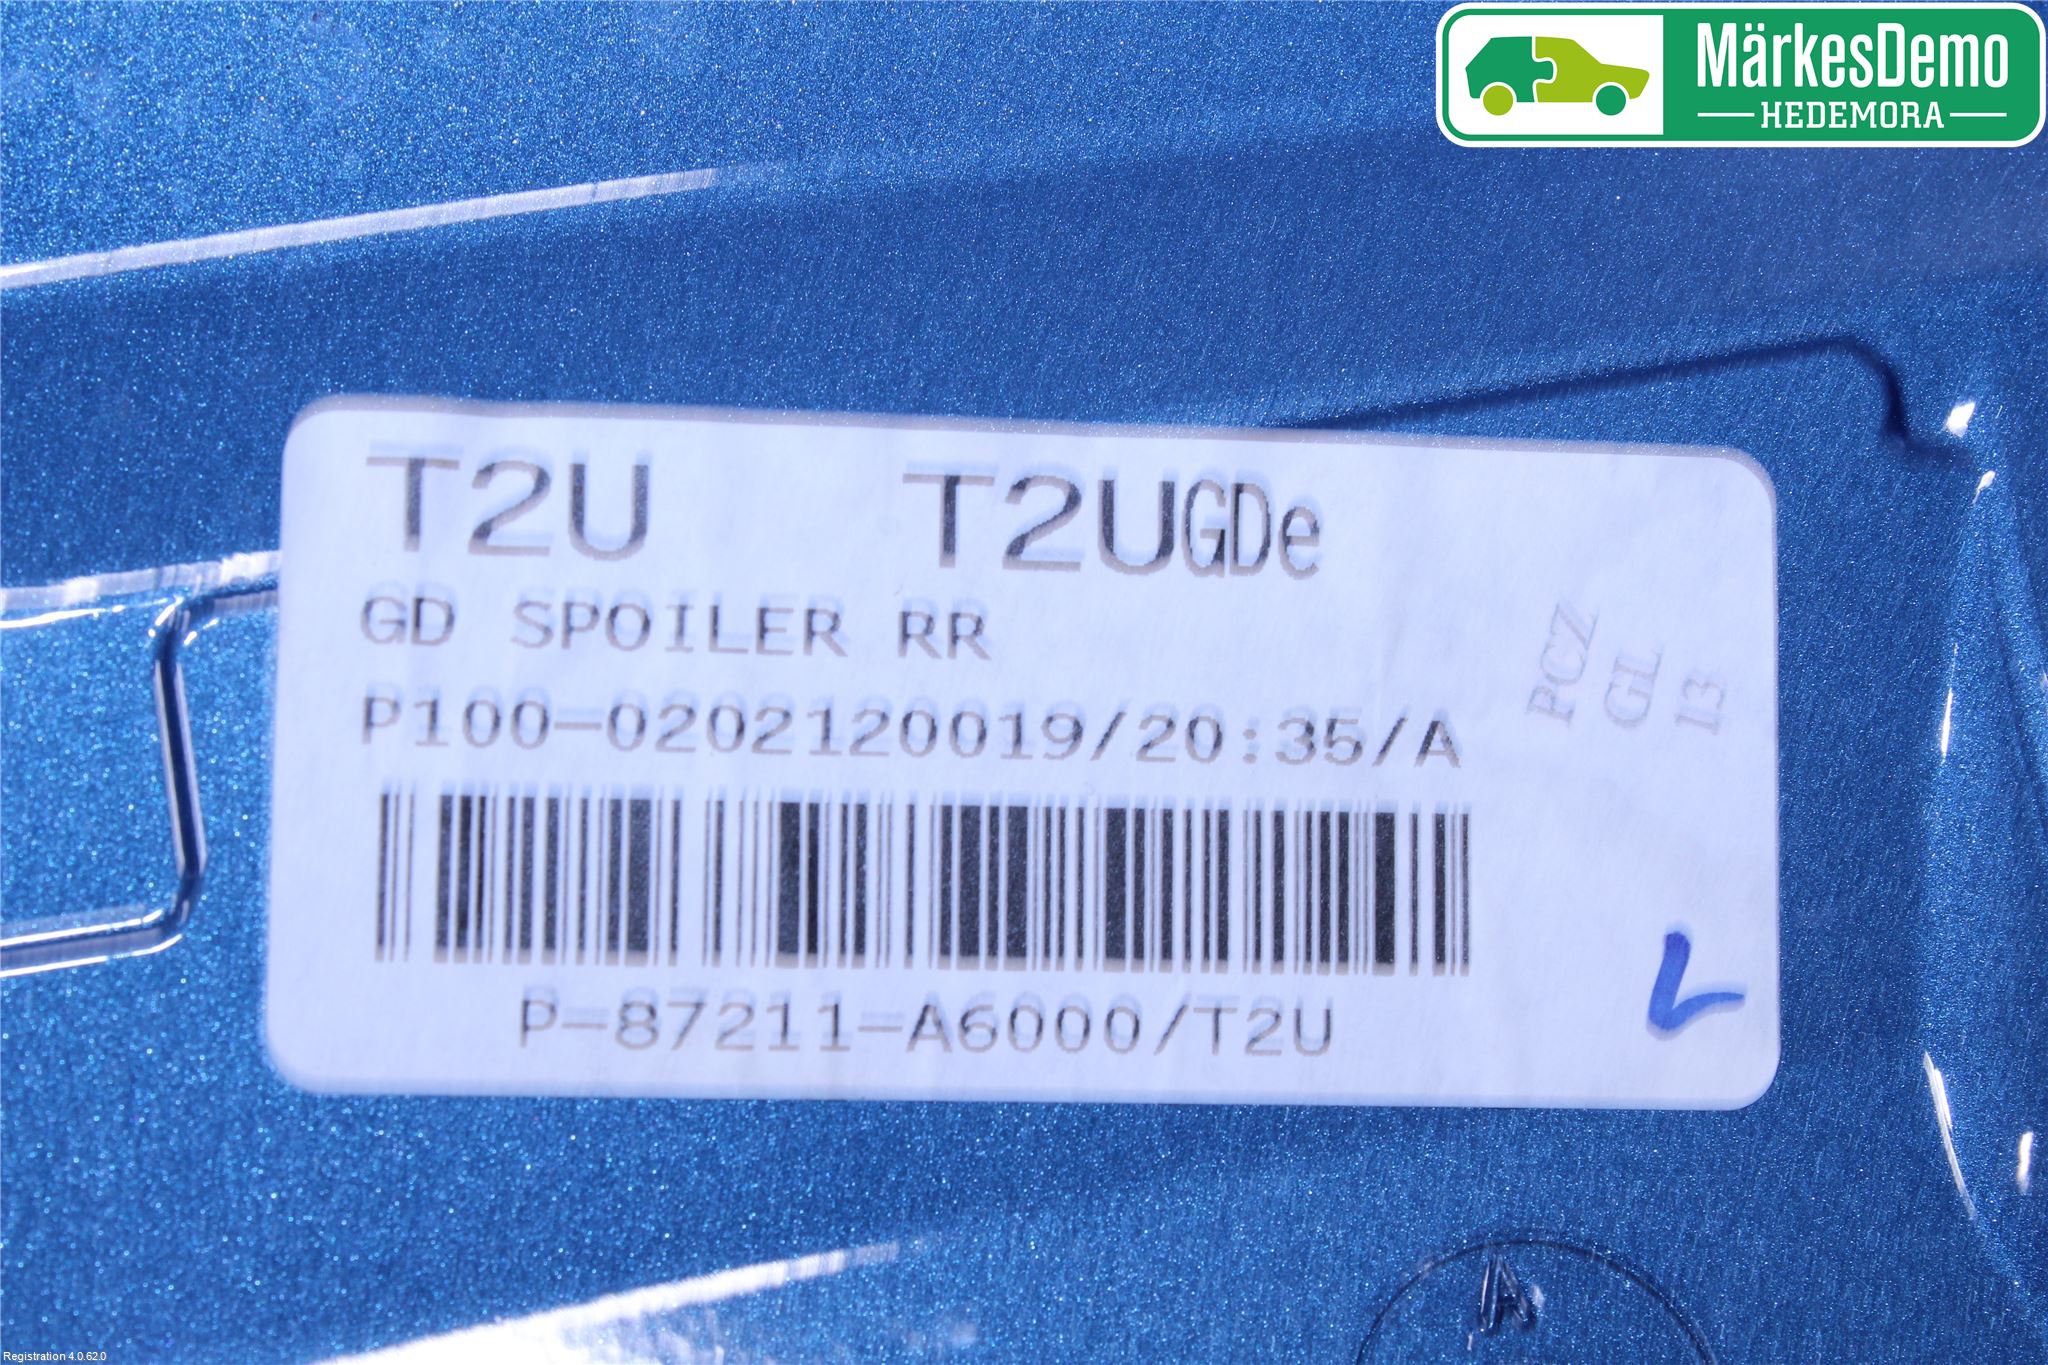 MärkesDemo
HEDEMORA
T2U T2UGDe
GD SPOILER RR
P100-0202120019/20:35/A
PCZ
GL
13
P-87211-A6000/T2U
A
Registration 4.0.62.0